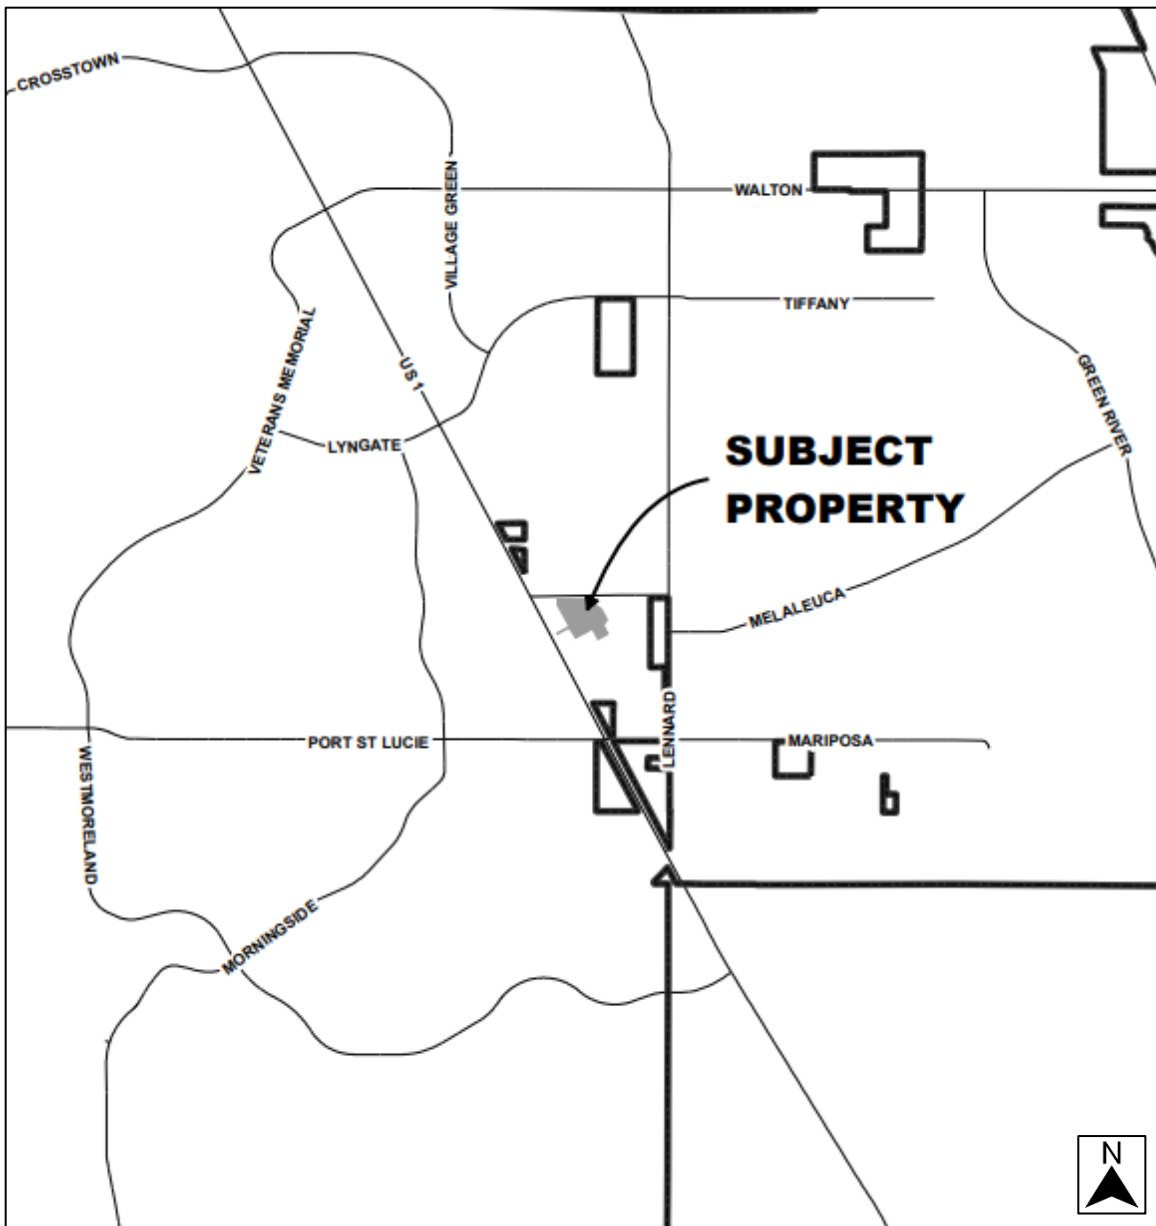 CROSSTOWN
VILLAGE GREEN
WALTON
TIFFANY
VETERANS MEMORIAL
US 1
GREEN RIVER
LYNGATE
SUBJECT
PROPERTY
MELALEUCA
LENNARD
PORT ST LUCIE
MARIPOSA
WESTMORELAND
MORNINGSIDE
N